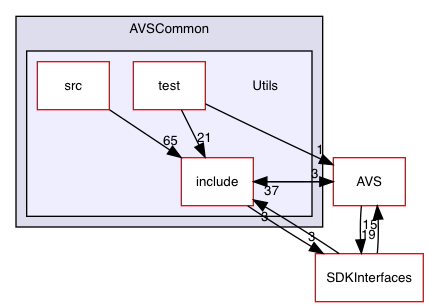 AVSCommon
src
test
Utils
65
21
1
include
3
37
AVS
3
3
15
19
SDKInterfaces